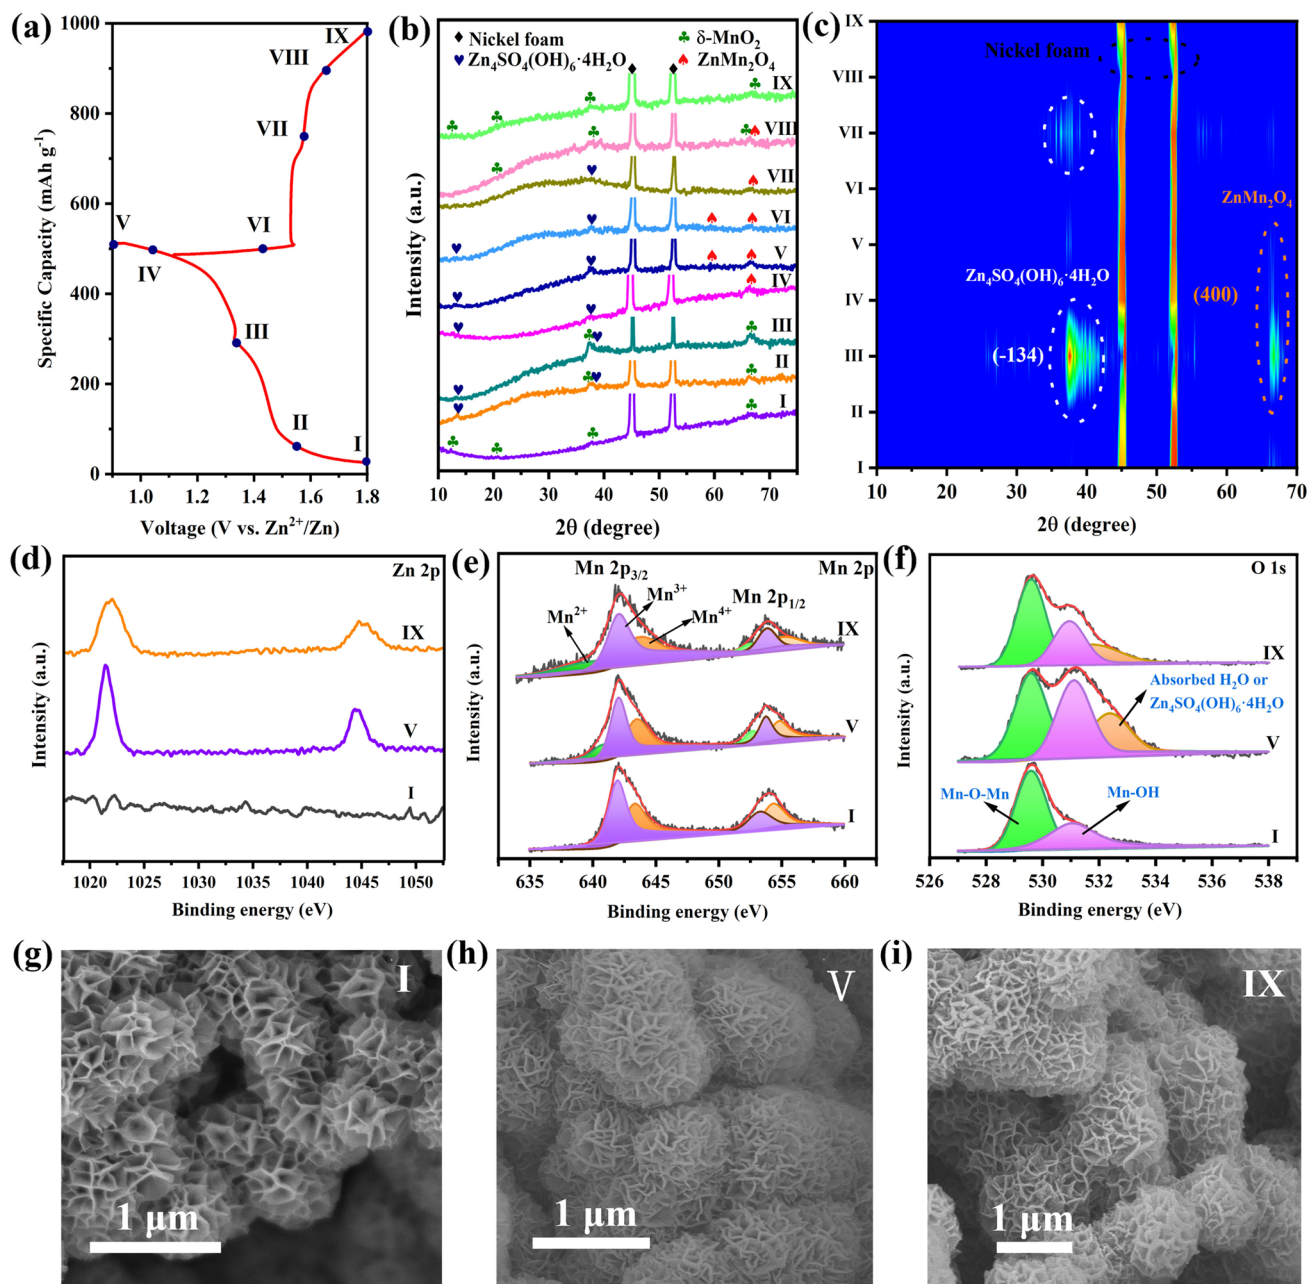 (a)
Specific Capacity (mAh g⁻¹)
1000
800
600
400
200
0
IX
VIII
VII
V
VI
IV
III
II
I
1.0
1.2
1.4
1.6
1.8
Voltage (V vs. Zn²⁺/Zn)
(b)
♦ Nickel foam
♣ δ-MnO₂
♥ Zn₄SO₄(OH)₆·4H₂O
♠ ZnMn₂O₄
Intensity (a.u.)
IX
VIII
VII
VI
V
IV
III
II
I
10
20
30
40
50
60
70
2θ (degree)
(c)
IX
VIII
VII
VI
V
IV
III
II
I
Nickel foam
ZnMn₂O₄
Zn₄SO₄(OH)₆·4H₂O
(400)
(-134)
10
20
30
40
50
60
70
2θ (degree)
(d)
Zn 2p
Intensity (a.u.)
IX
V
I
1020
1025
1030
1035
1040
1045
1050
Binding energy (eV)
(e)
Mn 2p
Mn 2p₃/₂
Mn 2p₁/₂
Mn²⁺
Mn³⁺
Mn⁴⁺
Intensity (a.u.)
IX
V
I
635
640
645
650
655
660
Binding energy (eV)
(f)
O 1s
Intensity (a.u.)
IX
Absorbed H₂O or
Zn₄SO₄(OH)₆·4H₂O
V
Mn-O-Mn
Mn-OH
I
526
528
530
532
534
536
538
Binding energy (eV)
(g)
I
1 μm
(h)
V
1 μm
(i)
IX
1 μm